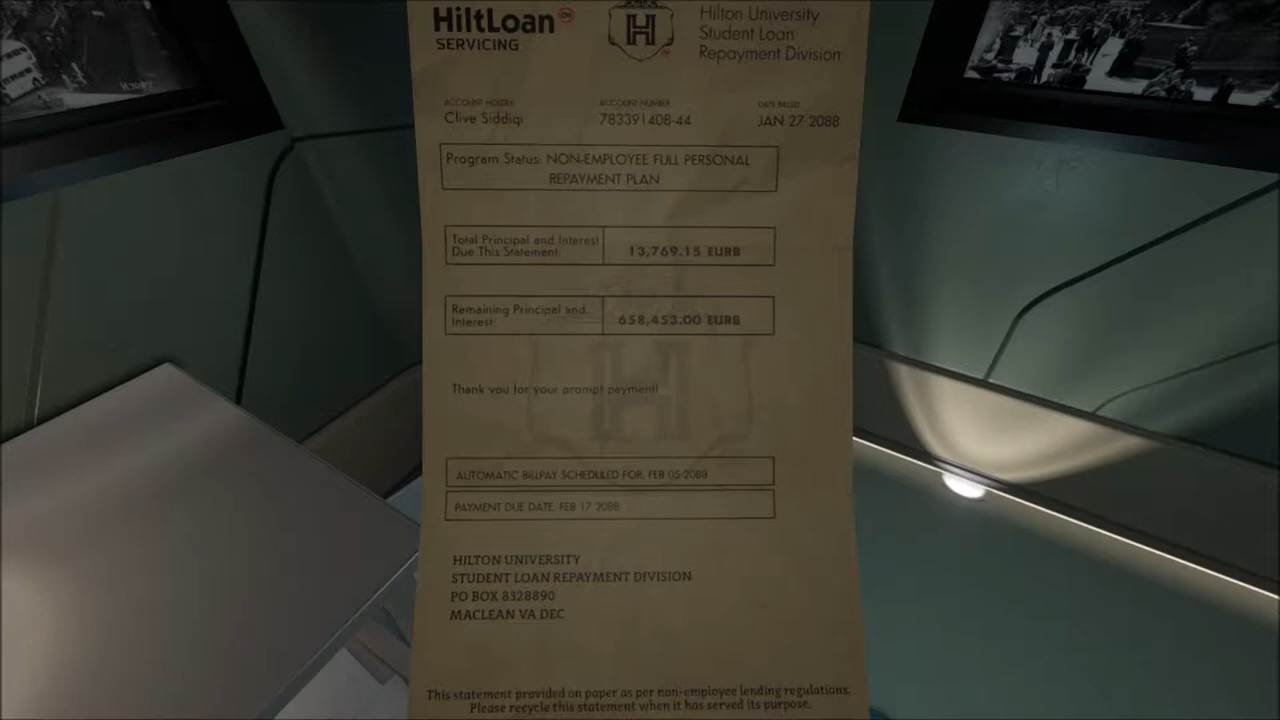 HiltLoan
SERVICING
Hilton University
Student Loan
Repayment Division
ACCOUNT HOLDER
Clive Siddiqi
ACCOUNT NUMBER
783391408-44
DATE BILLED
JAN 27 2088
Program Status: NON-EMPLOYEE FULL PERSONAL
REPAYMENT PLAN
Total Principal and Interest
Due This Statement:
13,769.15 EURB
Remaining Principal and
Interest:
658,453.00 EURB
Thank you for your prompt payment!
AUTOMATIC BILLPAY SCHEDULED FOR: FEB 05-2088
PAYMENT DUE DATE: FEB 17 2088
HILTON UNIVERSITY
STUDENT LOAN REPAYMENT DIVISION
PO BOX 8328890
MACLEAN VA DEC
This statement provided on paper as per non-employee lending regulations.
Please recycle this statement when it has served its purpose.